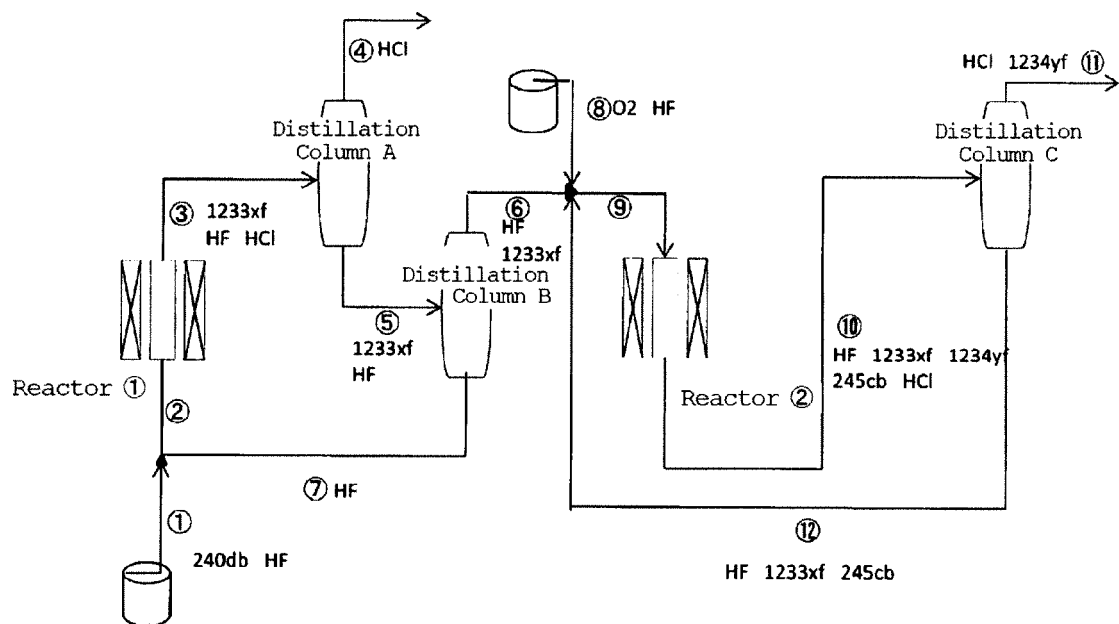 ④ HCl
HCl 1234yf ⑪
Distillation
Column A
⑧ O2 HF
Distillation
Column C
③ 1233xf
HF HCl
⑥
HF
1233xf
⑨
Distillation
Column B
⑤
1233xf
HF
⑩
HF 1233xf 1234yf
245cb HCl
Reactor ①
②
Reactor ②
⑦ HF
①
240db HF
⑫
HF 1233xf 245cb